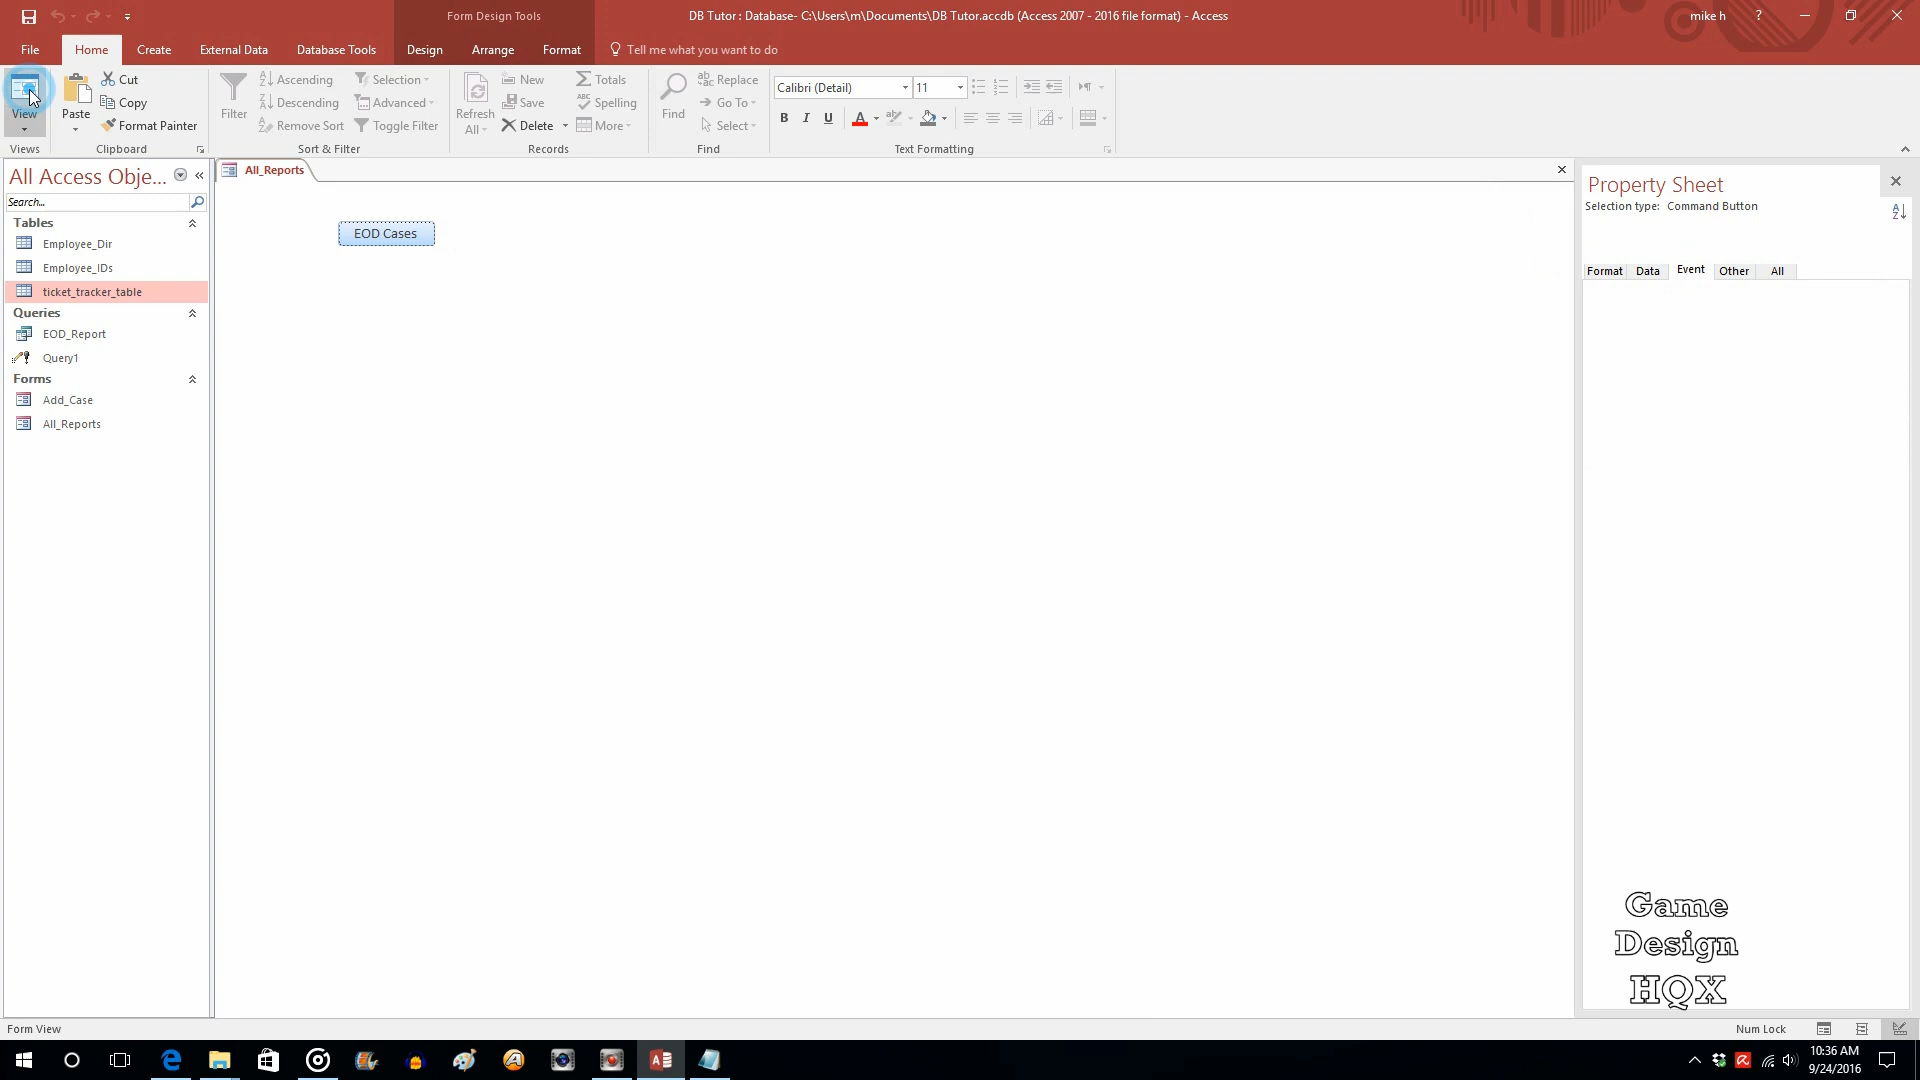 Form Design Tools
DB Tutor : Database- C:\Users\m\Documents\DB Tutor.accdb (Access 2007 - 2016 file format) - Access
mike h
?
File
Home
Create
External Data
Database Tools
Design
Arrange
Format
Tell me what you want to do
View
Paste
Cut
Copy
Format Painter
Filter
Ascending
Descending
Remove Sort
Selection
Advanced
Toggle Filter
Refresh
All
New
Save
Delete
Totals
Spelling
More
Find
Replace
Go To
Select
Calibri (Detail)
11
B I U
Views
Clipboard
Sort & Filter
Records
Find
Text Formatting
All Access Obje...
Search...
Tables
Employee_Dir
Employee_IDs
ticket_tracker_table
Queries
EOD_Report
Query1
Forms
Add_Case
All_Reports
All_Reports
EOD Cases
Property Sheet
Selection type: Command Button
Format Data Event Other All
Game
Design
HQX
Form View
Num Lock
10:36 AM
9/24/2016